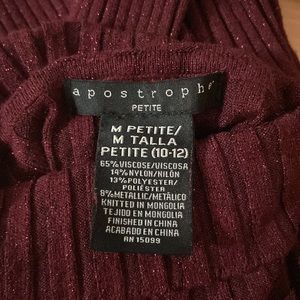 apostrophe
PETITE
M PETITE/
M TALLA
PETITE (10-12)
65%VISCOSE/VISCOSA
14%NYLON/NILÓN
13%POLYESTER/
POLIÉSTER
8%METALLIC/METÁLICO
KNITTED IN MONGOLIA
TEJIDO EN MONGOLIA
FINISHED IN CHINA
ACABADO EN CHINA
RN 15099